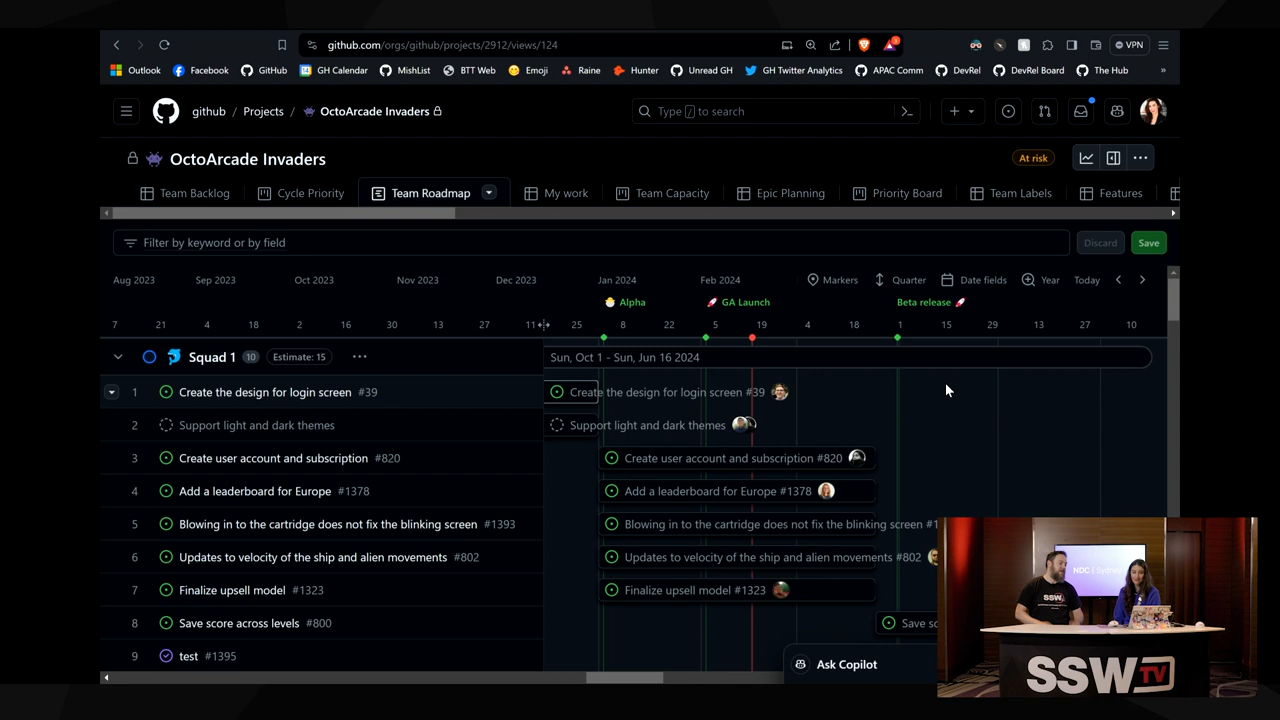 github.com/orgs/github/projects/2912/views/124
VPN
Outlook Facebook GitHub GH Calendar MishList BTT Web Emoji Raine Hunter Unread GH GH Twitter Analytics APAC Comm DevRel DevRel Board The Hub »
github / Projects / OctoArcade Invaders
Type / to search
OctoArcade Invaders
At risk
Team Backlog Cycle Priority Team Roadmap My work Team Capacity Epic Planning Priority Board Team Labels Features
Filter by keyword or by field
Discard Save
Aug 2023 Sep 2023 Oct 2023 Nov 2023 Dec 2023 Jan 2024 Feb 2024 Markers Quarter Date fields Year Today
Alpha GA Launch Beta release
7 21 4 18 2 16 30 13 27 11 25 8 22 5 19 4 18 1 15 29 13 27 10
Squad 1 10 Estimate: 15 ... Sun, Oct 1 - Sun, Jun 16 2024
1 Create the design for login screen #39 Create the design for login screen #39
2 Support light and dark themes Support light and dark themes
3 Create user account and subscription #820 Create user account and subscription #820
4 Add a leaderboard for Europe #1378 Add a leaderboard for Europe #1378
5 Blowing in to the cartridge does not fix the blinking screen #1393 Blowing in to the cartridge does not fix the blinking screen #1
6 Updates to velocity of the ship and alien movements #802 Updates to velocity of the ship and alien movements #802
7 Finalize upsell model #1323 Finalize upsell model #1323
8 Save score across levels #800 Save sc
9 test #1395
Ask Copilot
NDC | Sydney
SSW
SSW TV